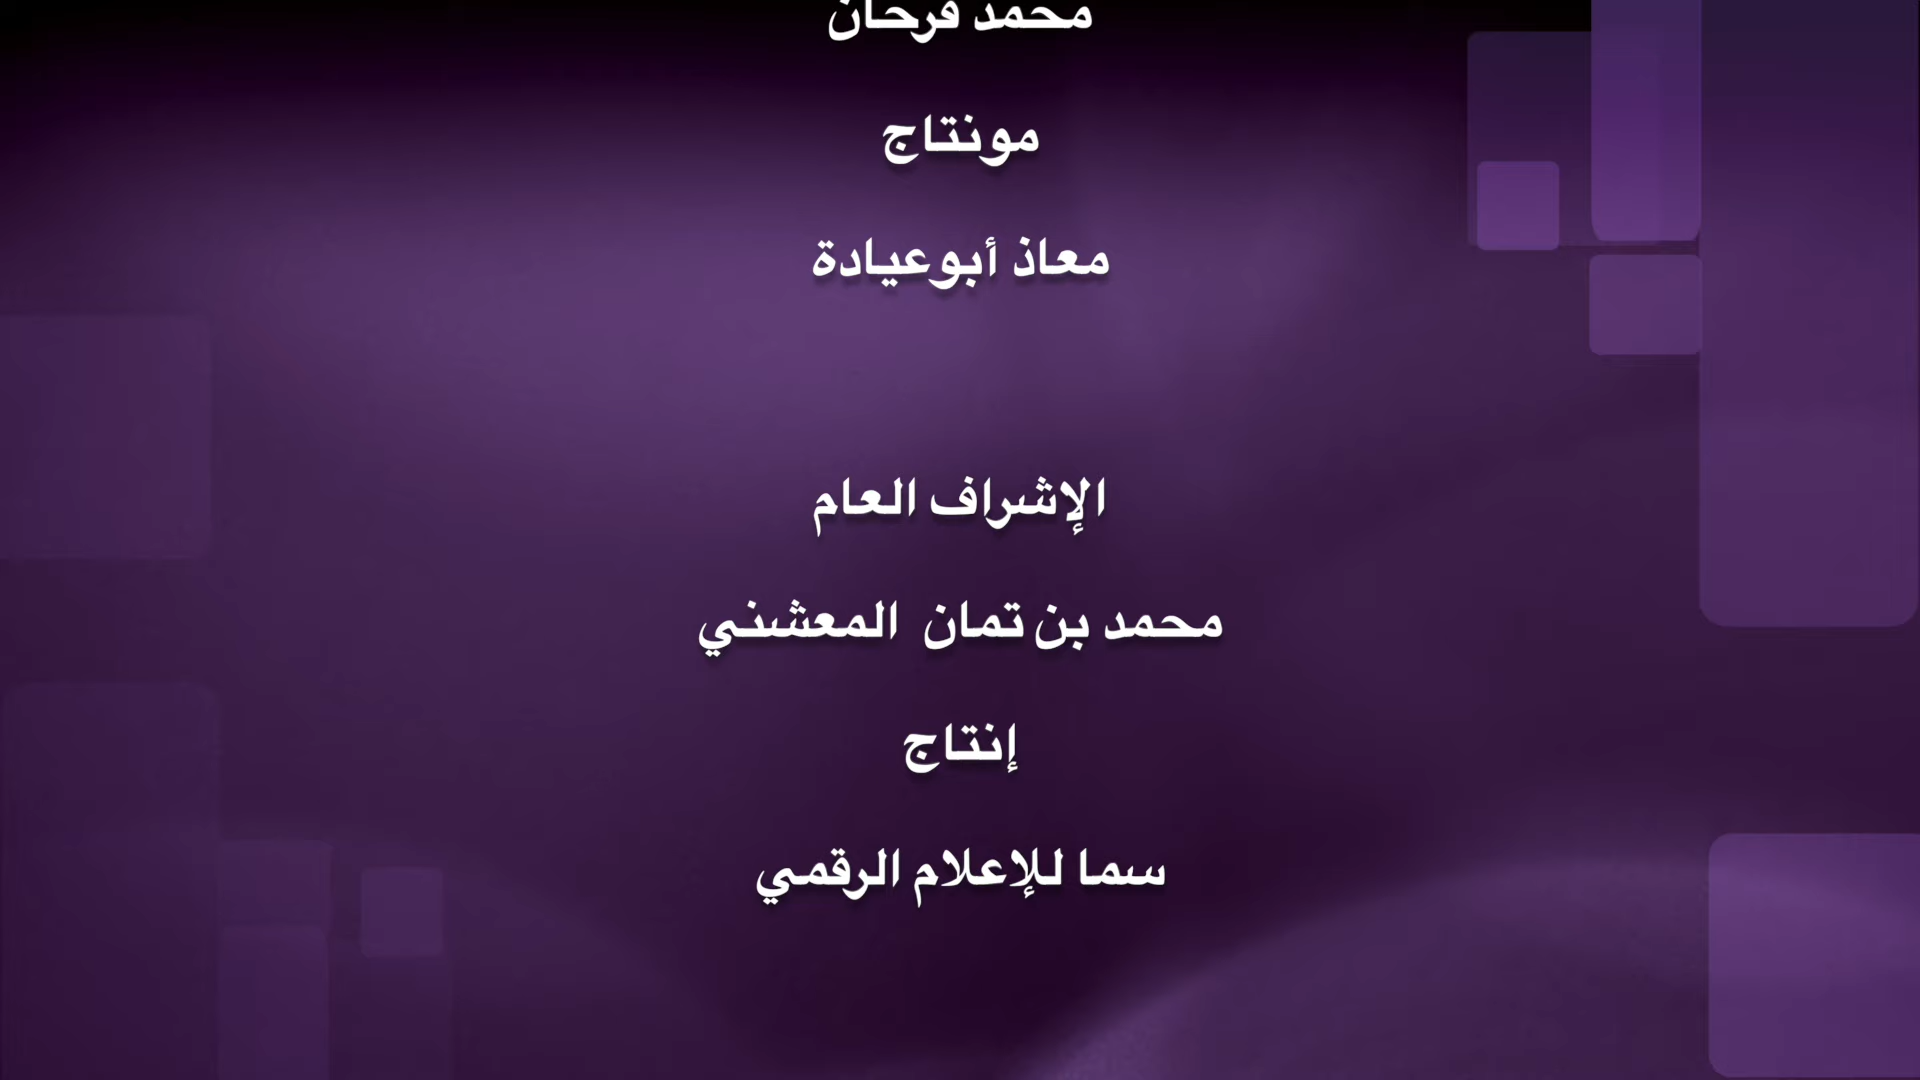 محمد فرحان
مونتاج
معاذ أبوعيادة
الإشراف العام
محمد بن تمان المعشني
إنتاج
سما للإعلام الرقمي